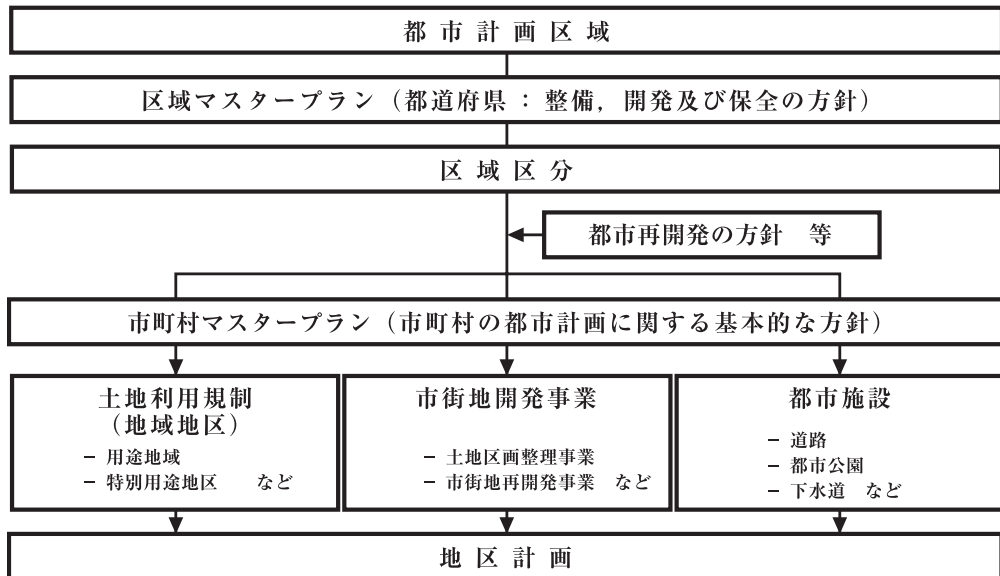 都市計画区域
区域マスタープラン（都道府県：整備，開発及び保全の方針）
区域区分
都市再開発の方針　等
市町村マスタープラン（市町村の都市計画に関する基本的な方針）
土地利用規制
（地域地区）
− 用途地域
− 特別用途地区　など
市街地開発事業
− 土地区画整理事業
− 市街地再開発事業　など
都市施設
− 道路
− 都市公園
− 下水道　など
地区計画